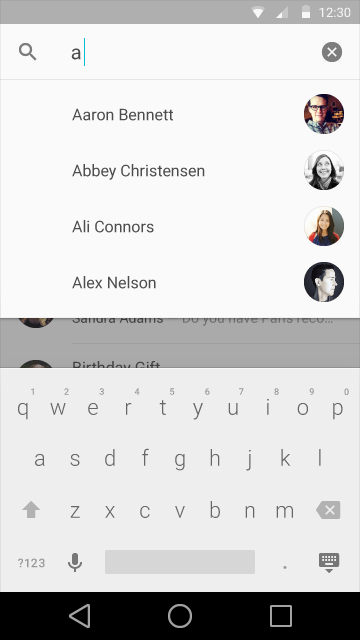 12:30
a
Aaron Bennett
Abbey Christensen
Ali Connors
Alex Nelson
Sandra Adams Do you have Paris reco...
Birthday Gift
1 2 3 4 5 6 7 8 9 0
q w e r t y u i o p
a s d f g h j k l
z x c v b n m
?123 .